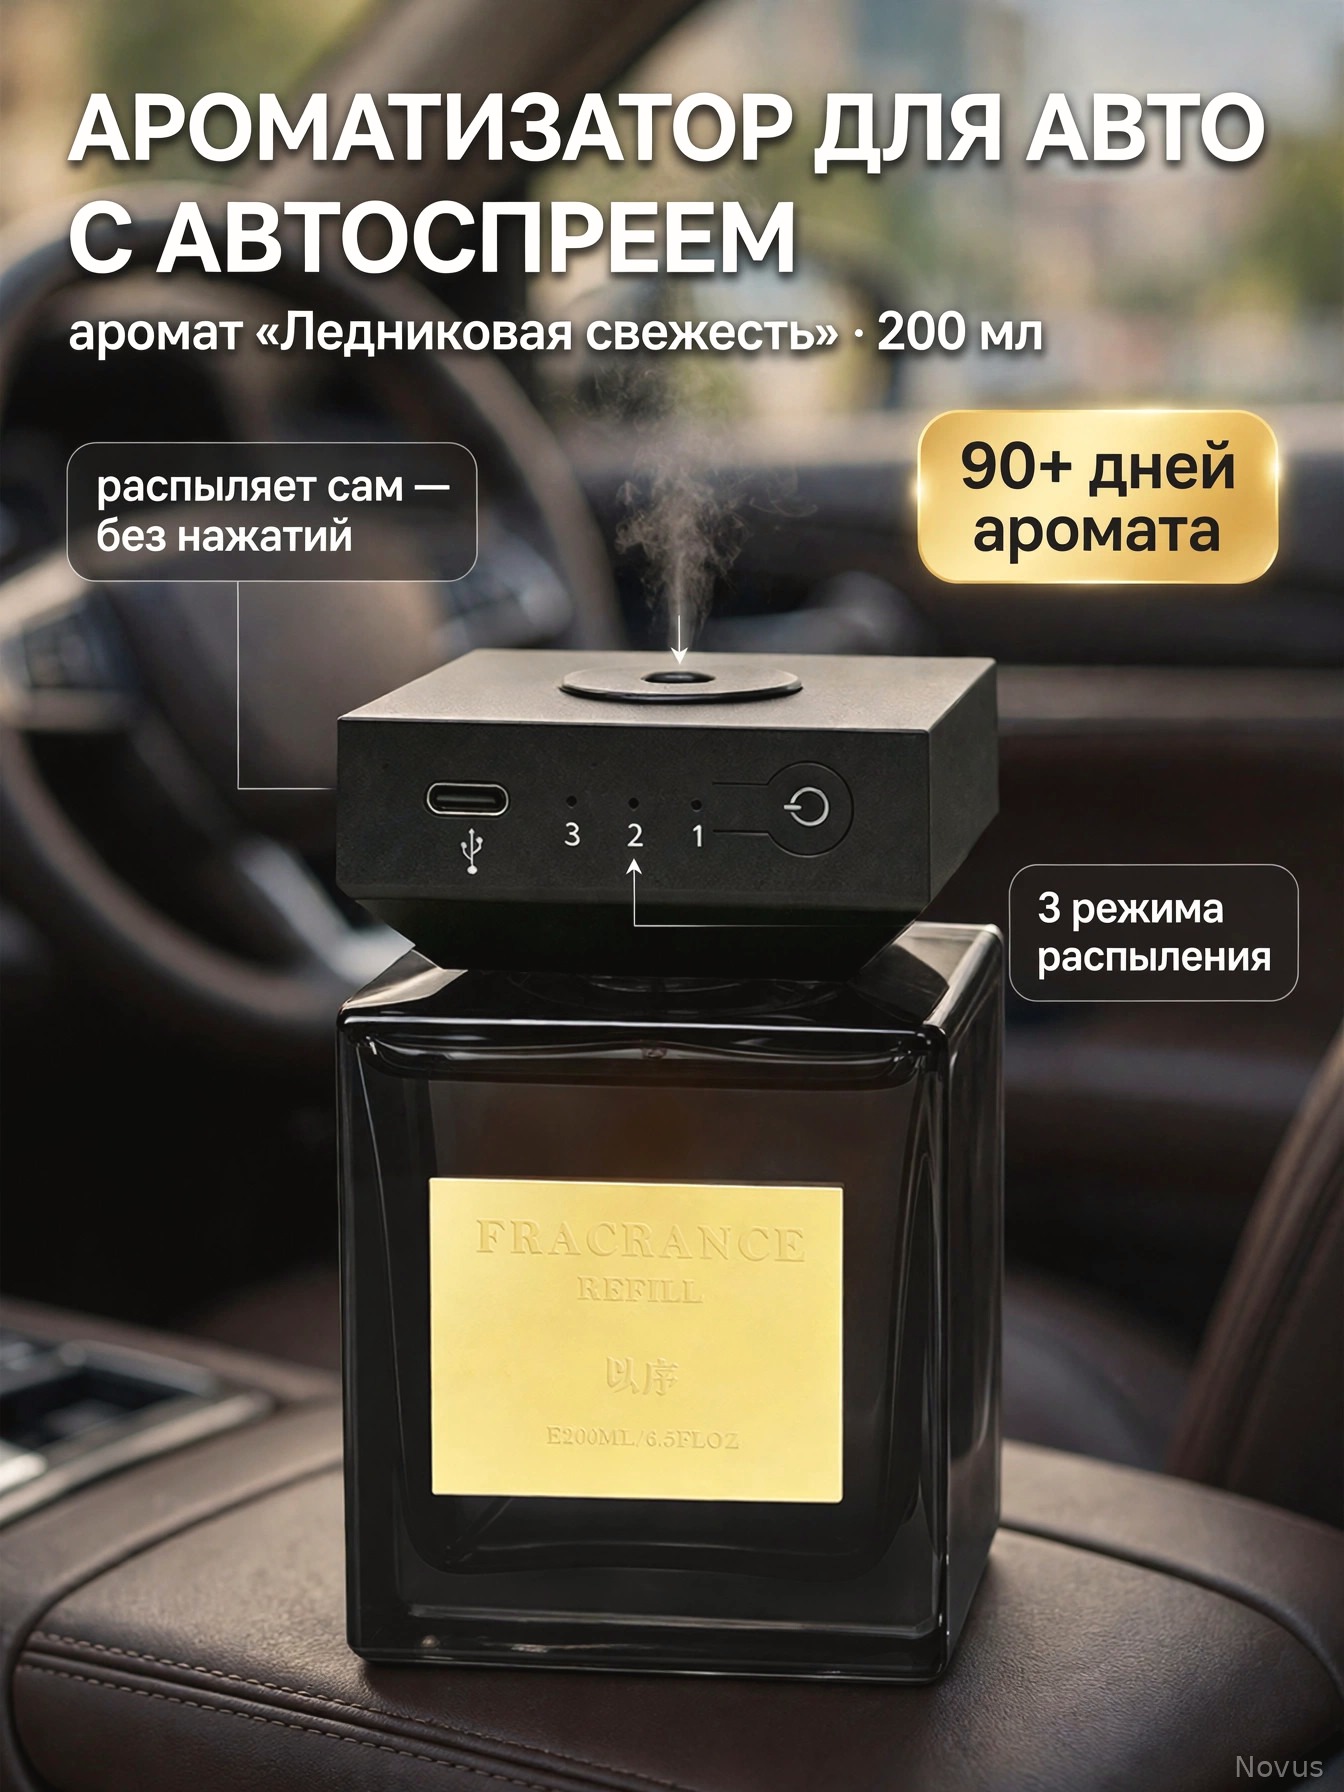 АРОМАТИЗАТОР ДЛЯ АВТО
С АВТОСПРЕЕМ
аромат «Ледниковая свежесть» · 200 мл
распыляет сам —
без нажатий
90+ дней
аромата
3 2 1
3 режима
распыления
FRACRANCE
REFILL
以序
E200ML/6.5FLOZ
Novus